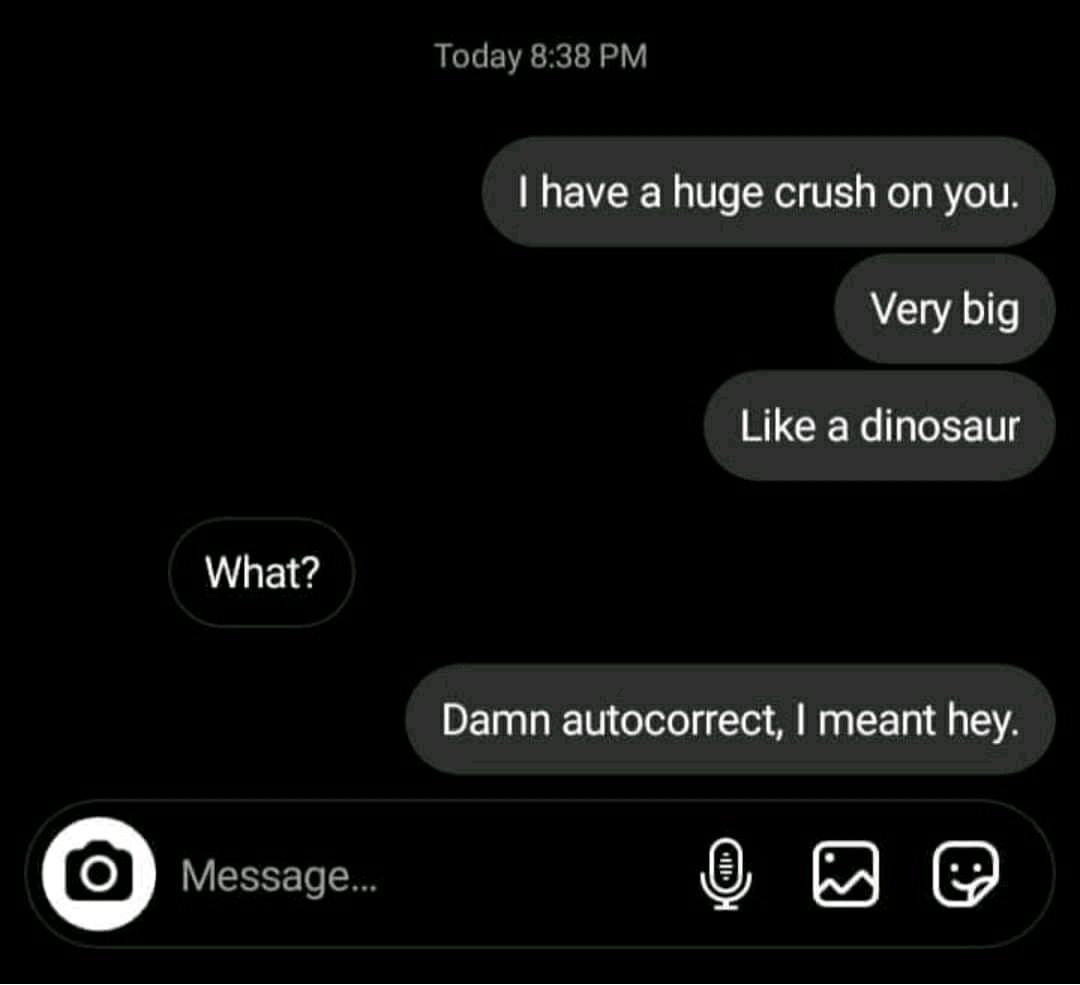 Today 8:38 PM
I have a huge crush on you.
Very big
Like a dinosaur
What?
Damn autocorrect, I meant hey.
Message...